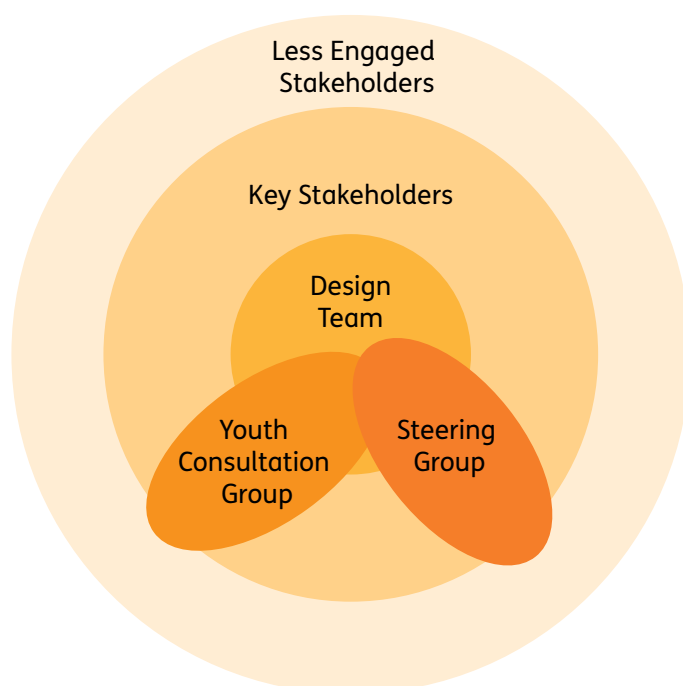 Less Engaged
Stakeholders
Key Stakeholders
Design
Team
Youth
Consultation
Group
Steering
Group